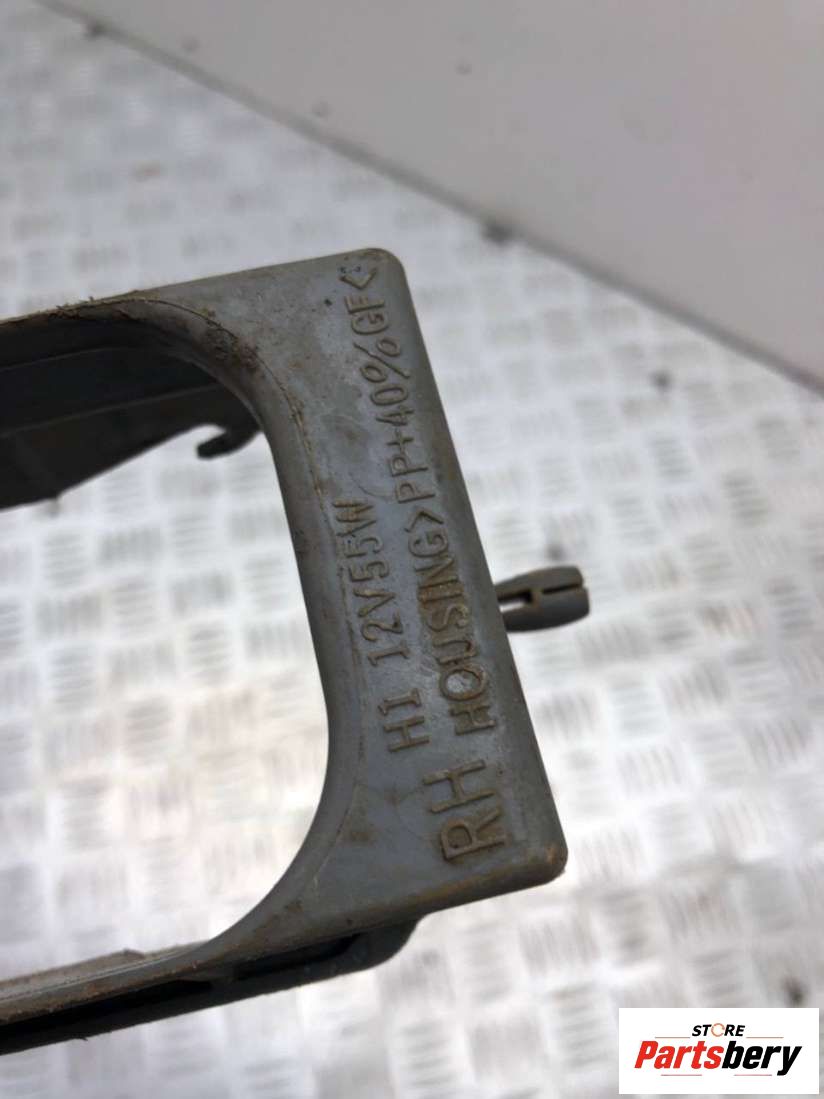 H1 12V55W
RH HOUSING>PP+40%GF<
STORE
Partsbery